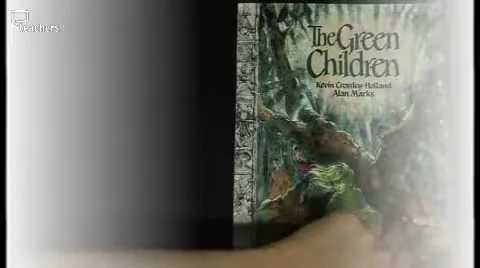 Teachers
The Green
Children
Kevin Crossley-Holland
Alan Marks